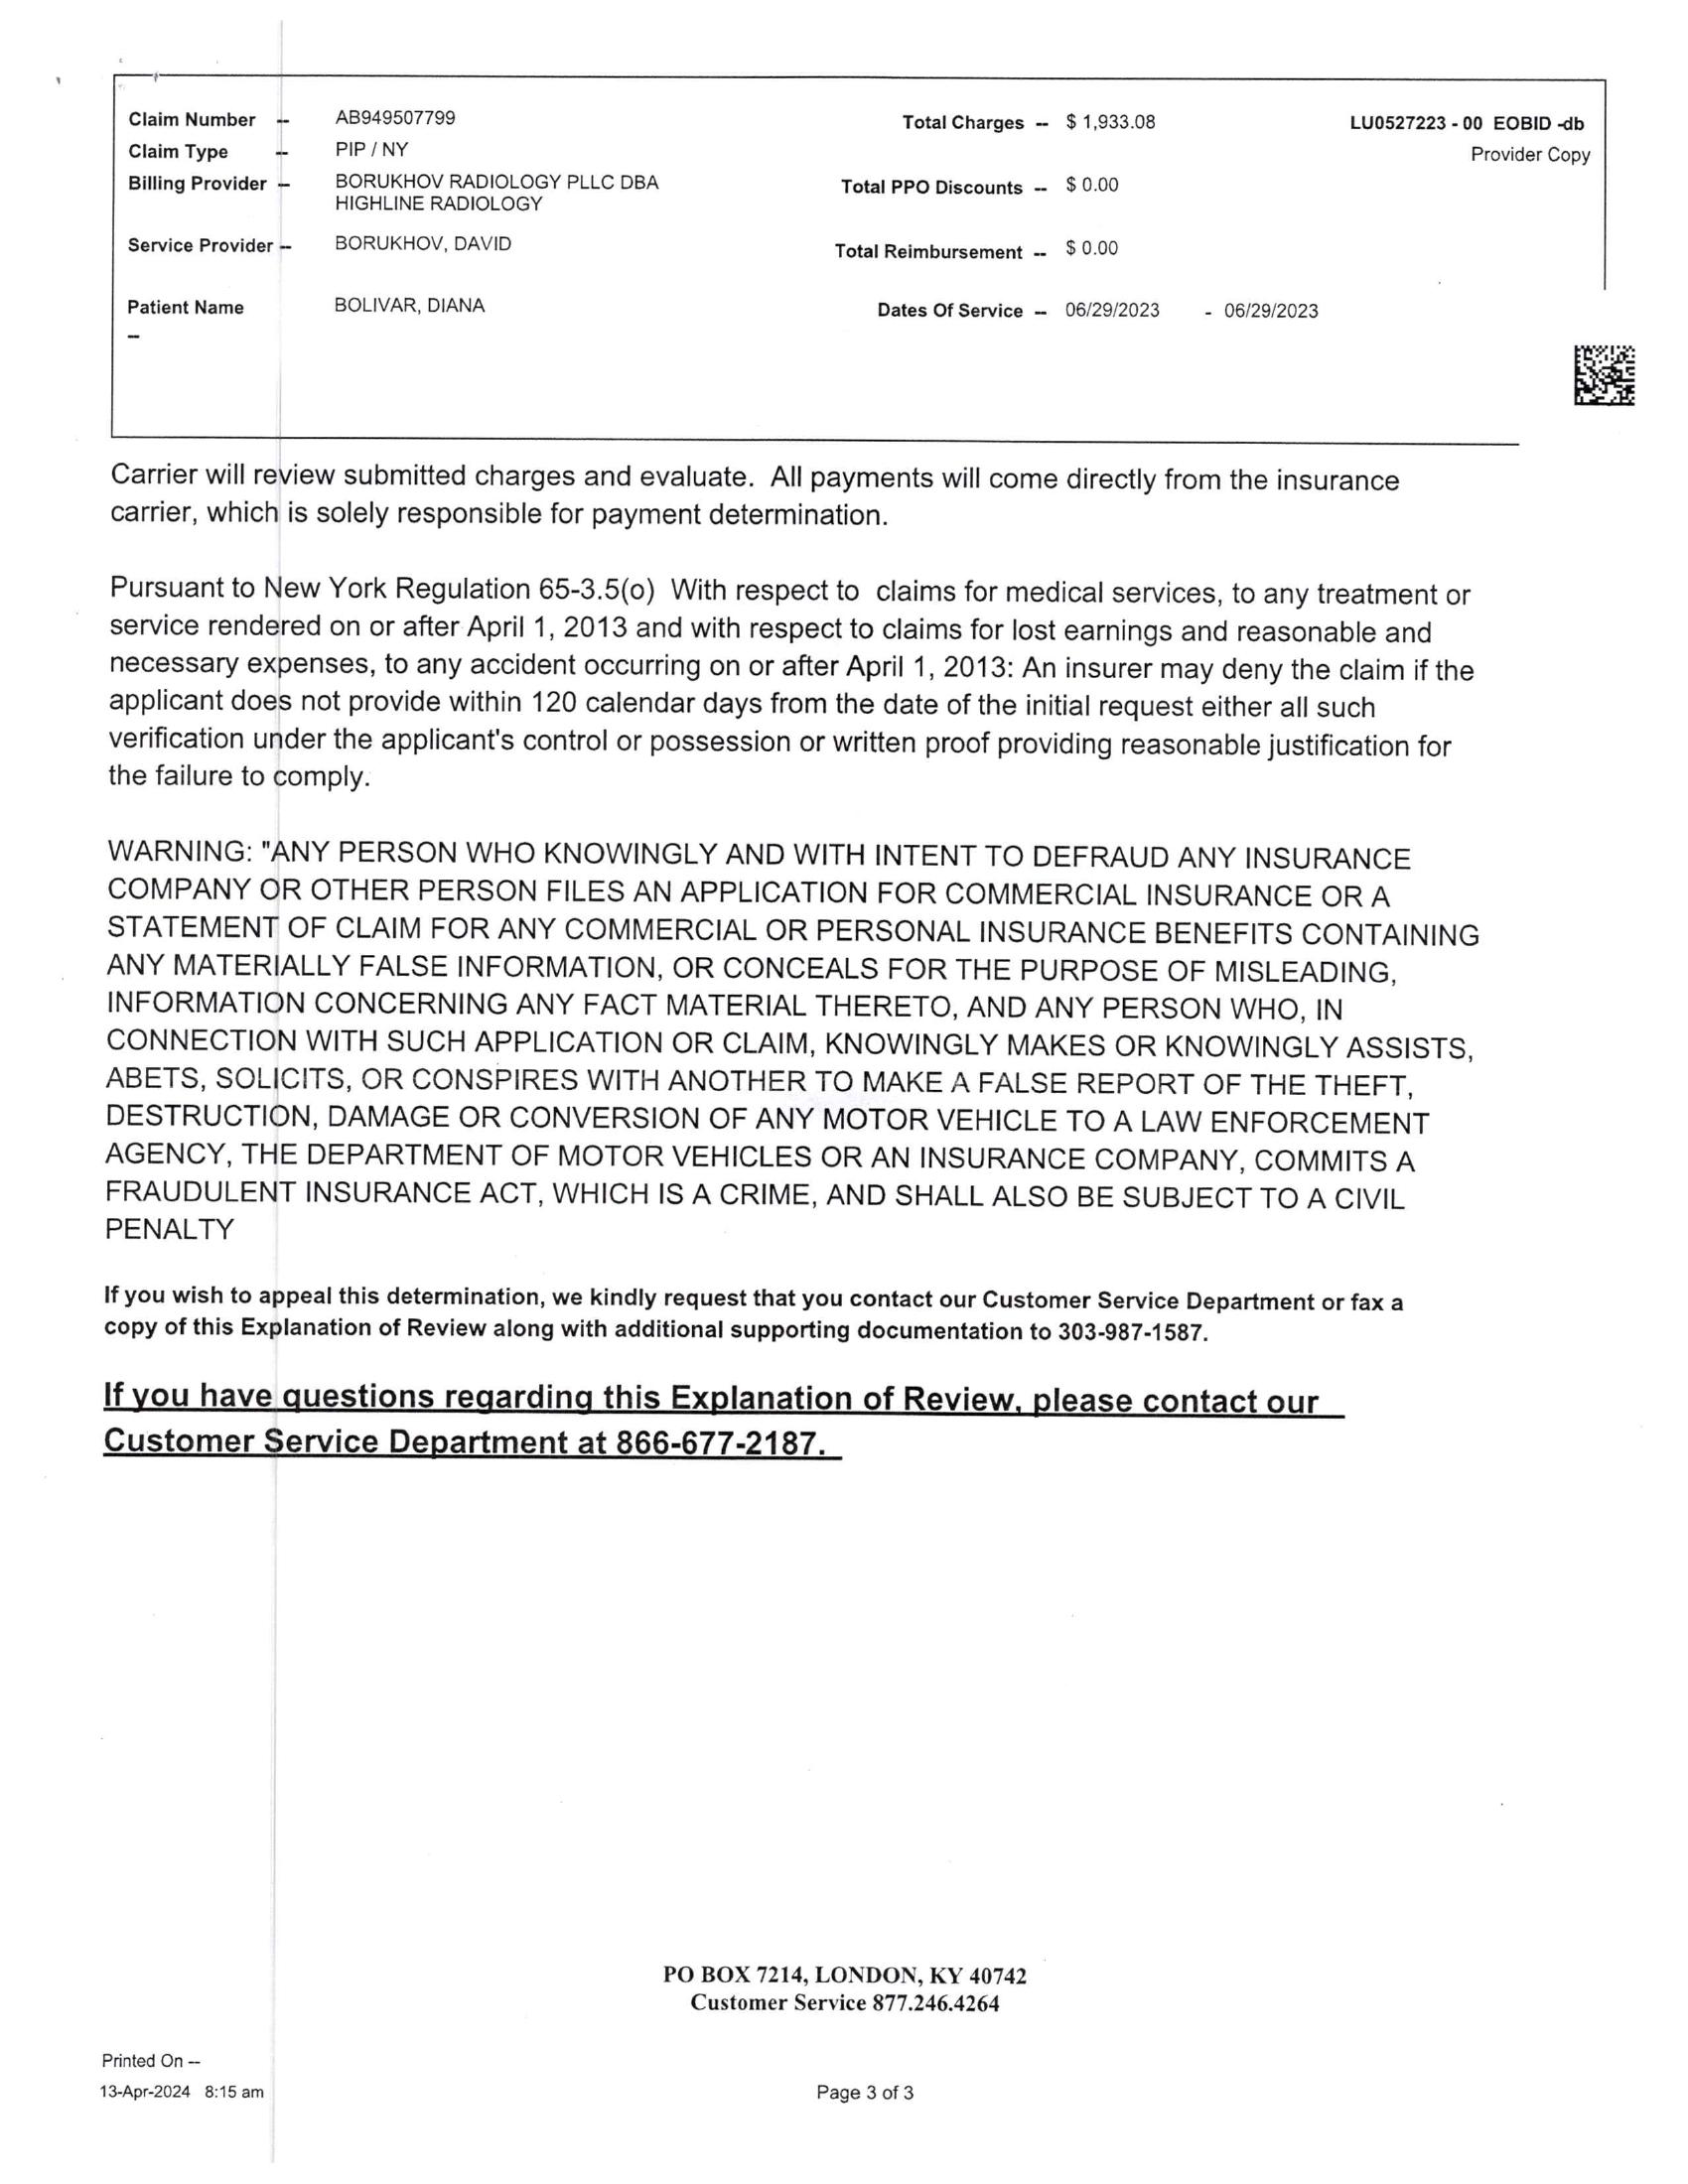 Claim Number -- AB949507799 Total Charges -- $ 1,933.08 LU0527223 - 00 EOBID -db
Claim Type -- PIP / NY Provider Copy
Billing Provider -- BORUKHOV RADIOLOGY PLLC DBA Total PPO Discounts -- $ 0.00
HIGHLINE RADIOLOGY
Service Provider -- BORUKHOV, DAVID Total Reimbursement -- $ 0.00
Patient Name BOLIVAR, DIANA Dates Of Service -- 06/29/2023 - 06/29/2023
--
Carrier will review submitted charges and evaluate. All payments will come directly from the insurance
carrier, which is solely responsible for payment determination.
Pursuant to New York Regulation 65-3.5(o) With respect to claims for medical services, to any treatment or
service rendered on or after April 1, 2013 and with respect to claims for lost earnings and reasonable and
necessary expenses, to any accident occurring on or after April 1, 2013: An insurer may deny the claim if the
applicant does not provide within 120 calendar days from the date of the initial request either all such
verification under the applicant's control or possession or written proof providing reasonable justification for
the failure to comply.
WARNING: "ANY PERSON WHO KNOWINGLY AND WITH INTENT TO DEFRAUD ANY INSURANCE
COMPANY OR OTHER PERSON FILES AN APPLICATION FOR COMMERCIAL INSURANCE OR A
STATEMENT OF CLAIM FOR ANY COMMERCIAL OR PERSONAL INSURANCE BENEFITS CONTAINING
ANY MATERIALLY FALSE INFORMATION, OR CONCEALS FOR THE PURPOSE OF MISLEADING,
INFORMATION CONCERNING ANY FACT MATERIAL THERETO, AND ANY PERSON WHO, IN
CONNECTION WITH SUCH APPLICATION OR CLAIM, KNOWINGLY MAKES OR KNOWINGLY ASSISTS,
ABETS, SOLICITS, OR CONSPIRES WITH ANOTHER TO MAKE A FALSE REPORT OF THE THEFT,
DESTRUCTION, DAMAGE OR CONVERSION OF ANY MOTOR VEHICLE TO A LAW ENFORCEMENT
AGENCY, THE DEPARTMENT OF MOTOR VEHICLES OR AN INSURANCE COMPANY, COMMITS A
FRAUDULENT INSURANCE ACT, WHICH IS A CRIME, AND SHALL ALSO BE SUBJECT TO A CIVIL
PENALTY
If you wish to appeal this determination, we kindly request that you contact our Customer Service Department or fax a
copy of this Explanation of Review along with additional supporting documentation to 303-987-1587.
If you have questions regarding this Explanation of Review, please contact our
Customer Service Department at 866-677-2187.
PO BOX 7214, LONDON, KY 40742
Customer Service 877.246.4264
Printed On --
13-Apr-2024 8:15 am Page 3 of 3